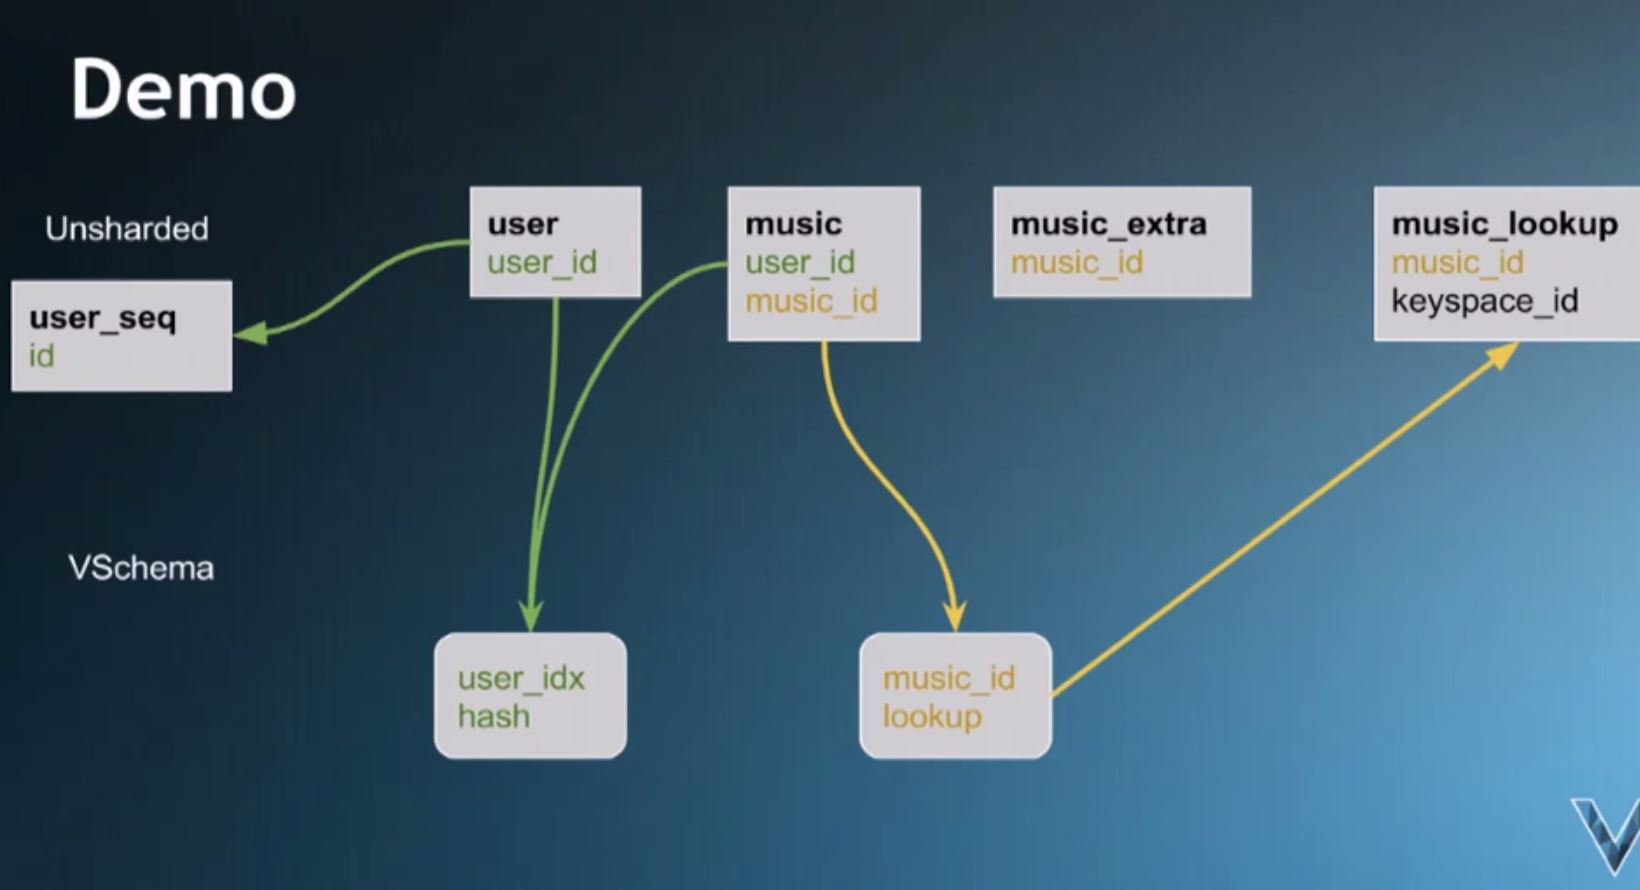 Demo
Unsharded
user_seq
id
user
user_id
music
user_id
music_id
music_extra
music_id
music_lookup
music_id
keyspace_id
VSchema
user_idx
hash
music_id
lookup